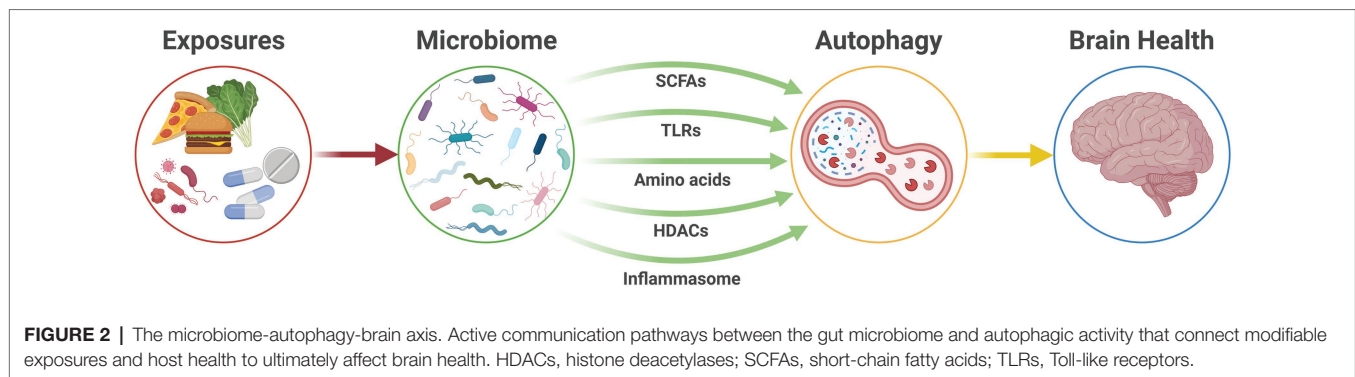 Exposures Microbiome Autophagy Brain Health
SCFAs
TLRs
Amino acids
HDACs
Inflammasome
FIGURE 2 | The microbiome-autophagy-brain axis. Active communication pathways between the gut microbiome and autophagic activity that connect modifiable
exposures and host health to ultimately affect brain health. HDACs, histone deacetylases; SCFAs, short-chain fatty acids; TLRs, Toll-like receptors.